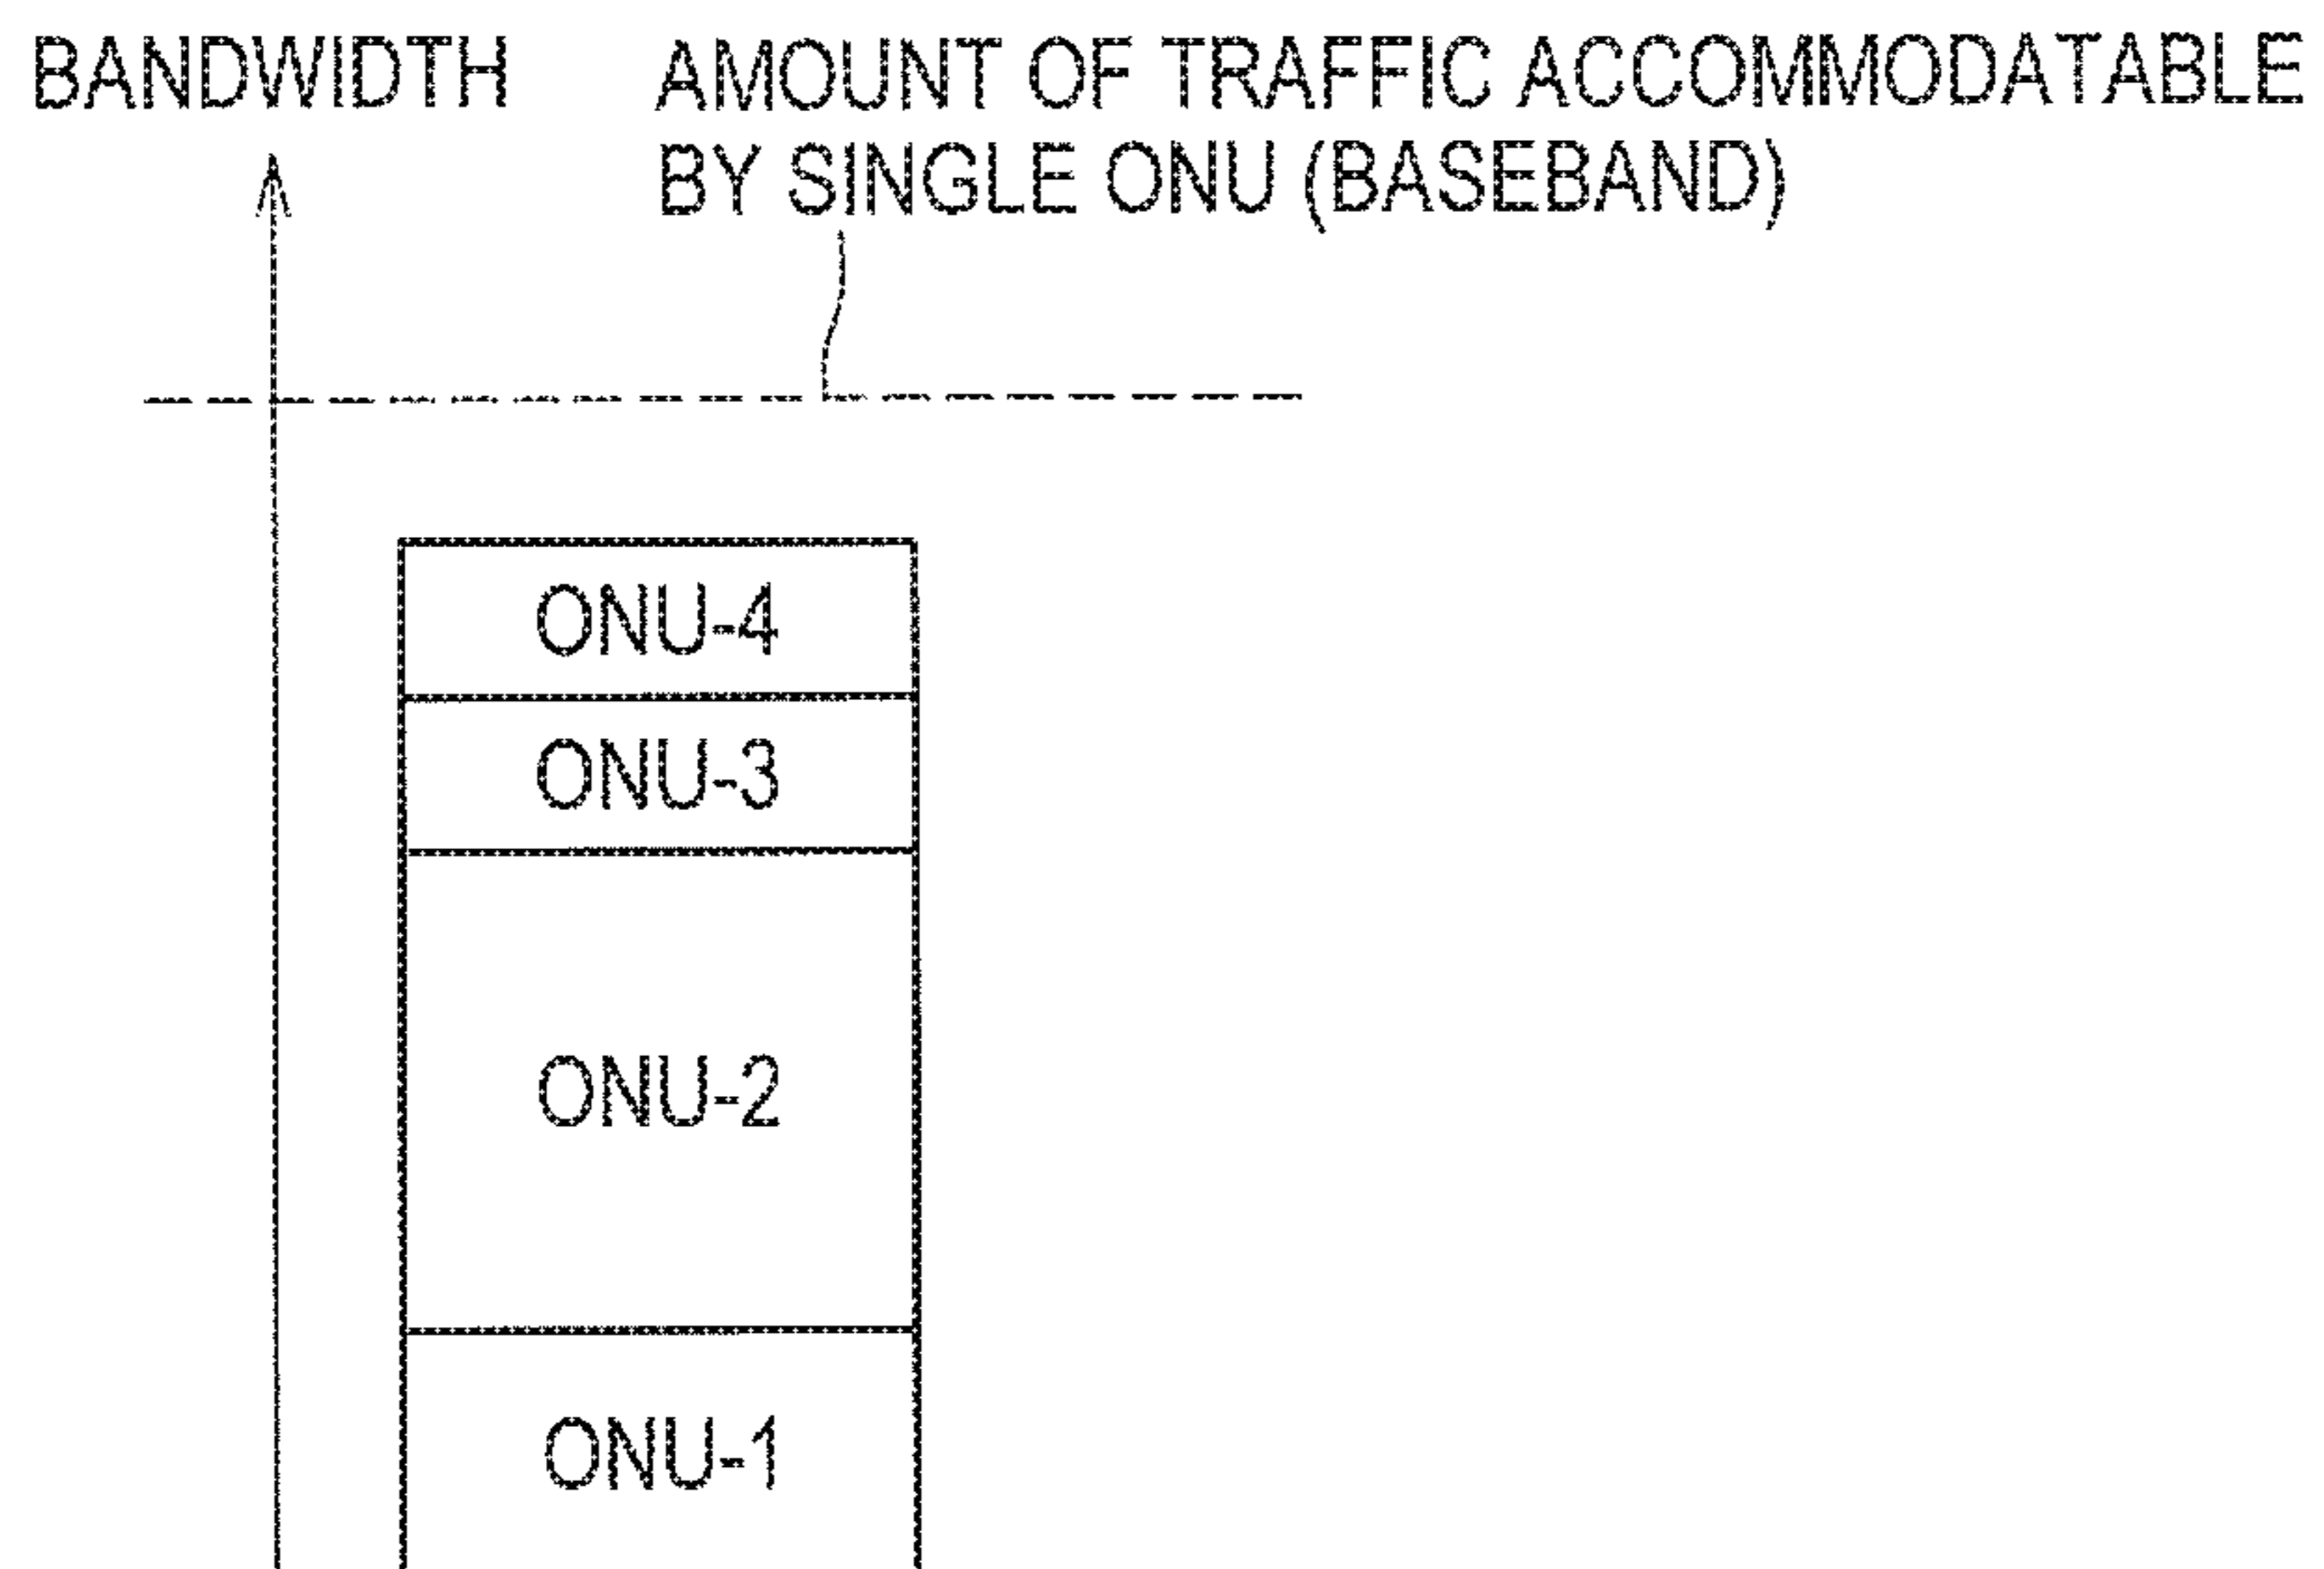 BANDWIDTH
AMOUNT OF TRAFFIC ACCOMMODATABLE
BY SINGLE ONU (BASEBAND)
ONU-4
ONU-3
ONU-2
ONU-1